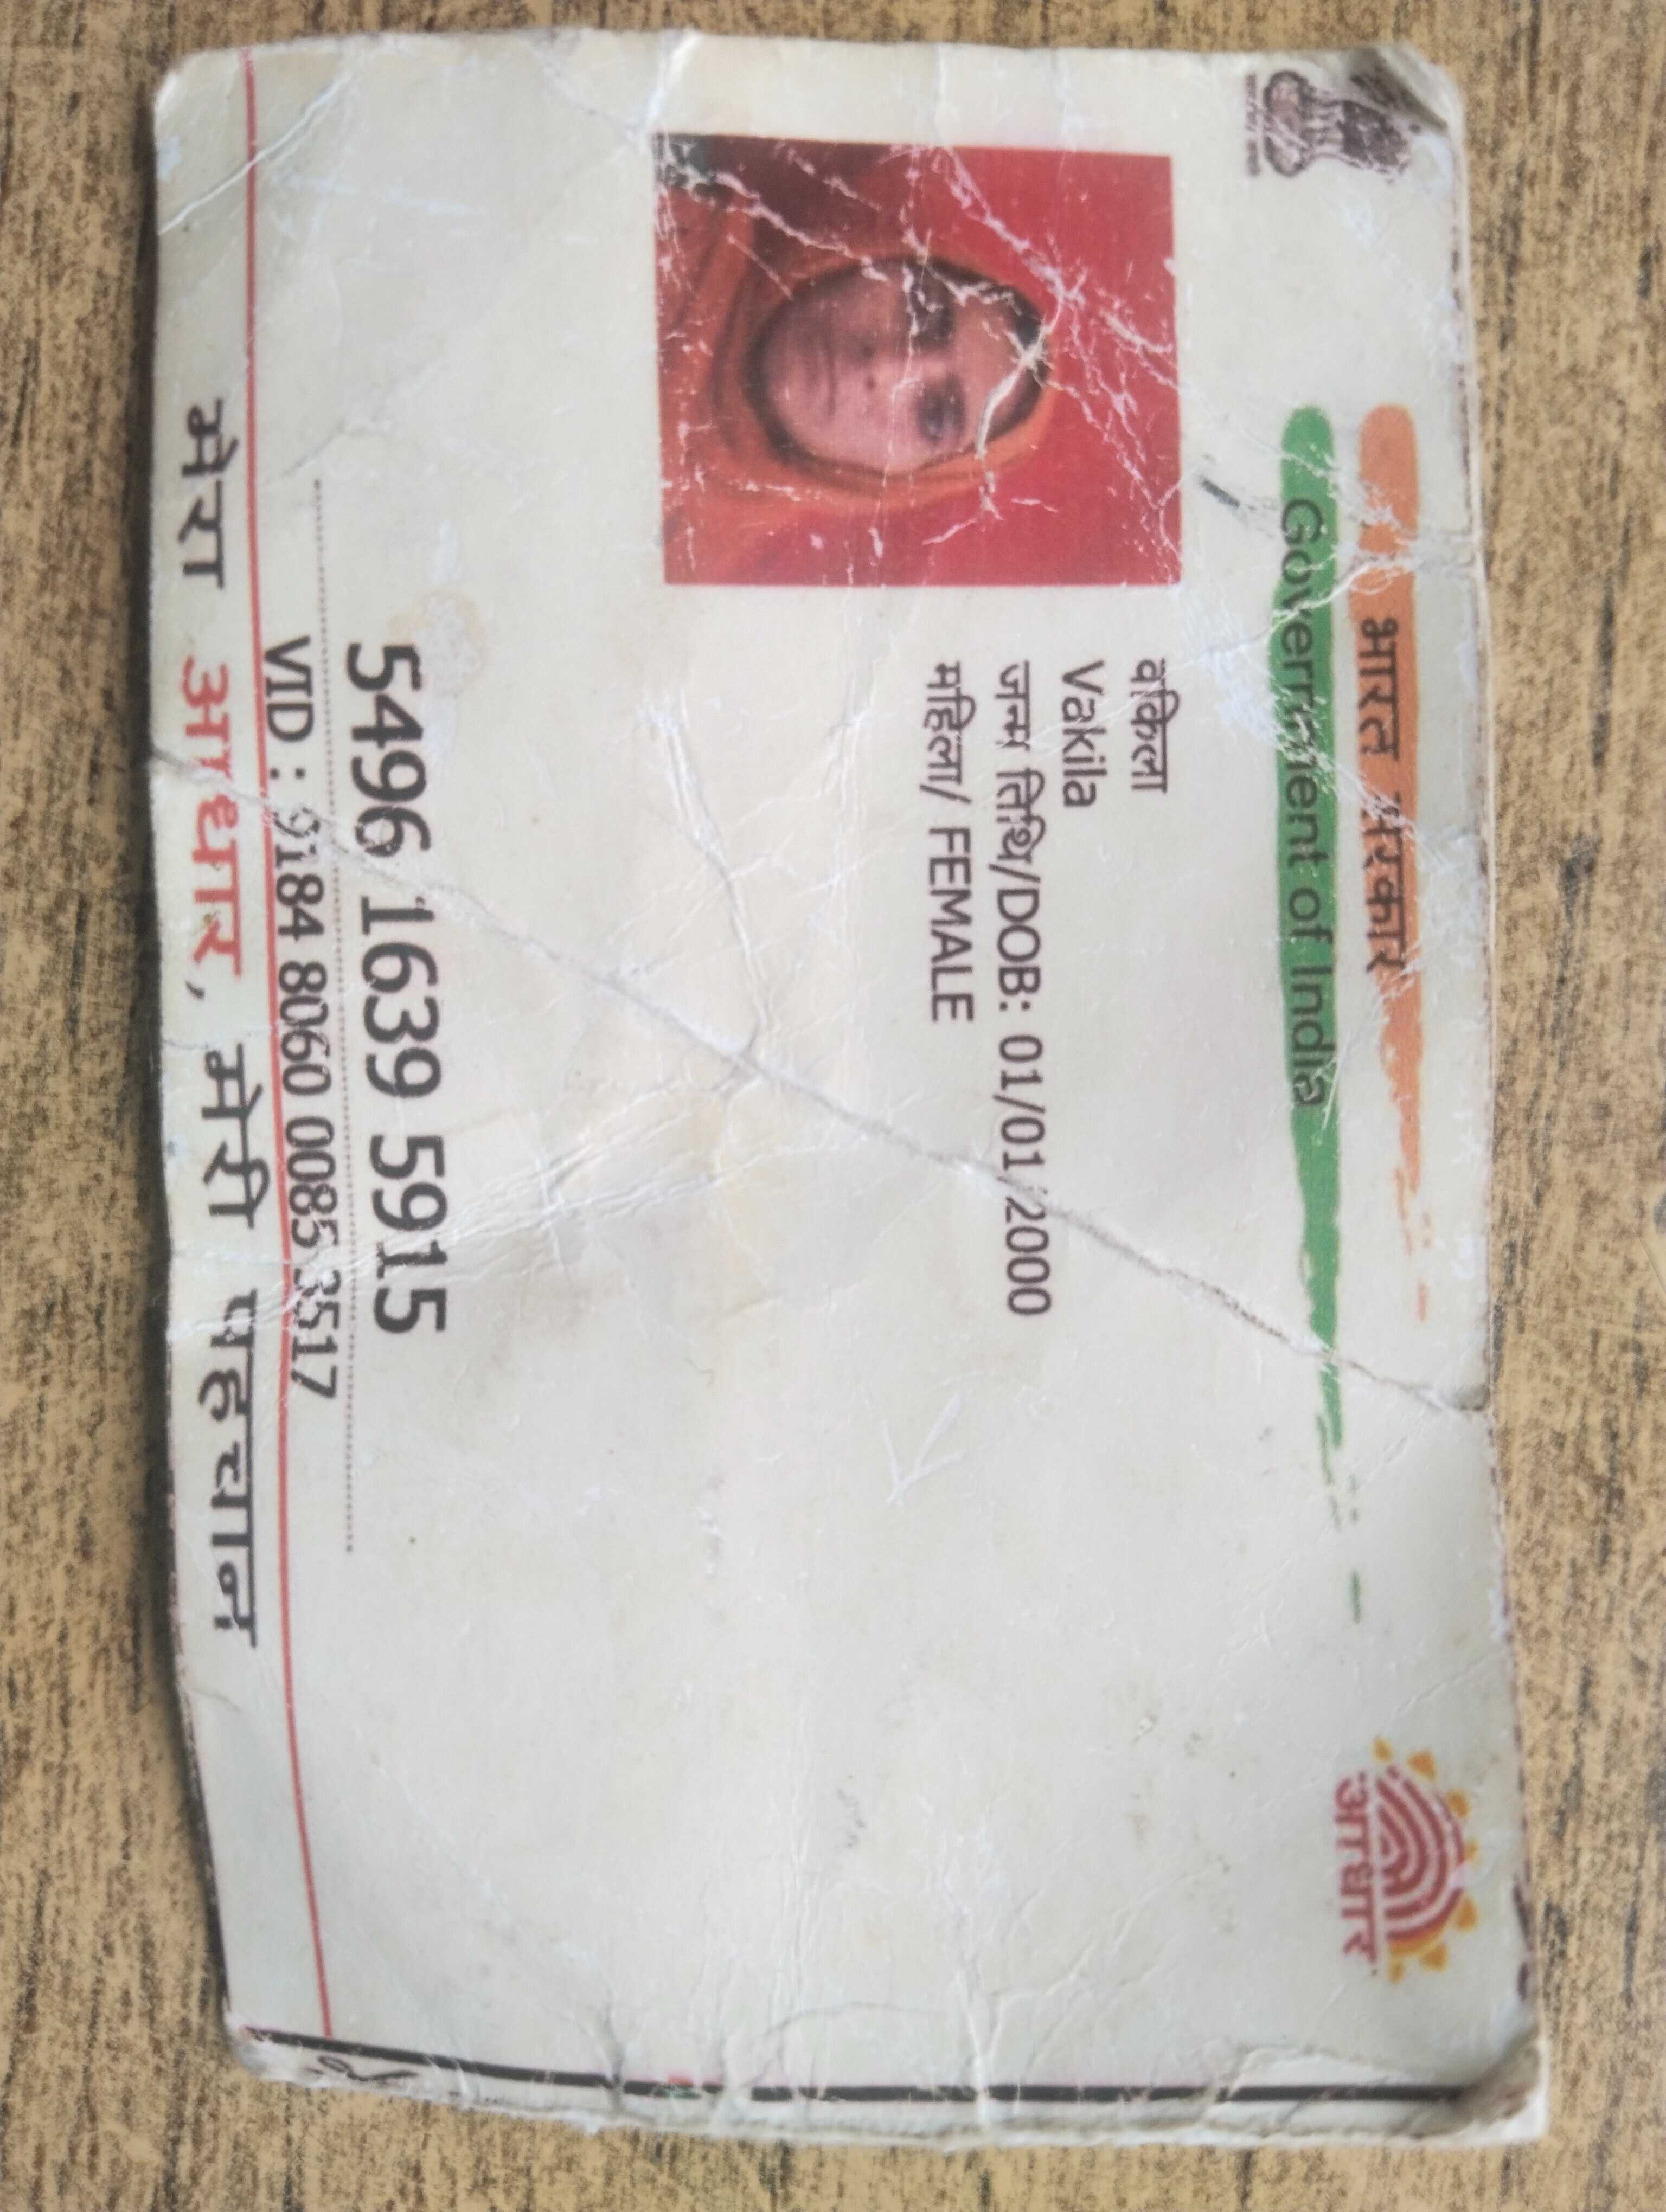 भारत सरकार
Government of India
वकिला
Vakila
जन्म तिथि/DOB: 01/01/2000
महिला/ FEMALE
5496 1639 5915
VID : 9184 8060 0085 3517
मेरा आधार, मेरी पहचान
आधार